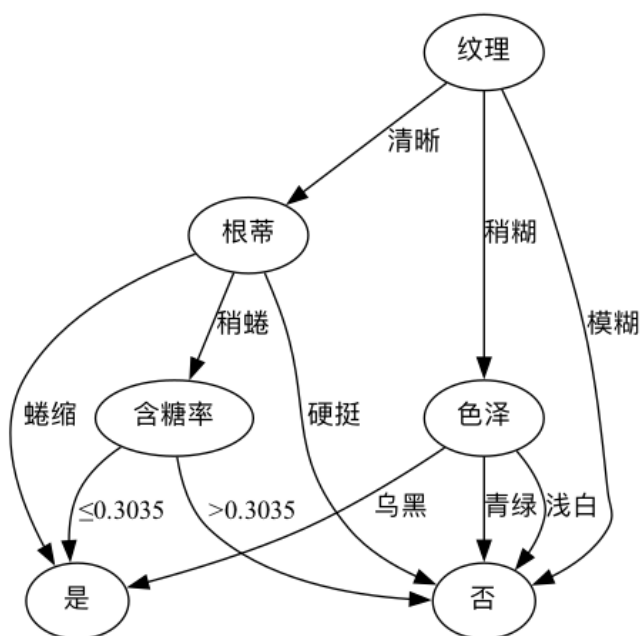 纹理
清晰
根蒂
稍糊
稍蜷
模糊
蜷缩
含糖率
硬挺
色泽
≤0.3035
>0.3035
乌黑
青绿
浅白
是
否